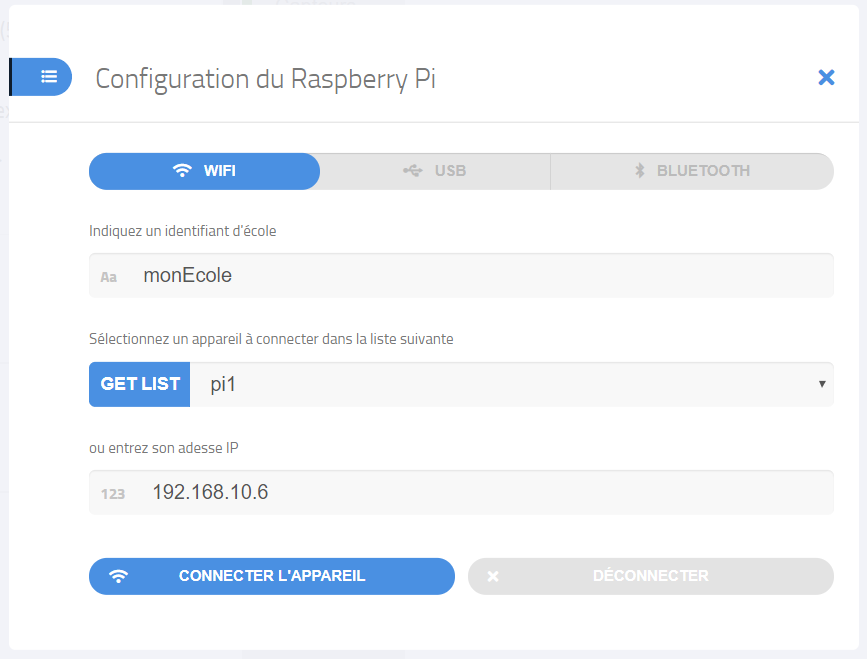 Configuration du Raspberry Pi
WIFI USB BLUETOOTH
Indiquez un identifiant d'école
Aa monEcole
Sélectionnez un appareil à connecter dans la liste suivante
GET LIST pi1
ou entrez son adresse IP
123 192.168.10.6
CONNECTER L'APPAREIL DÉCONNECTER